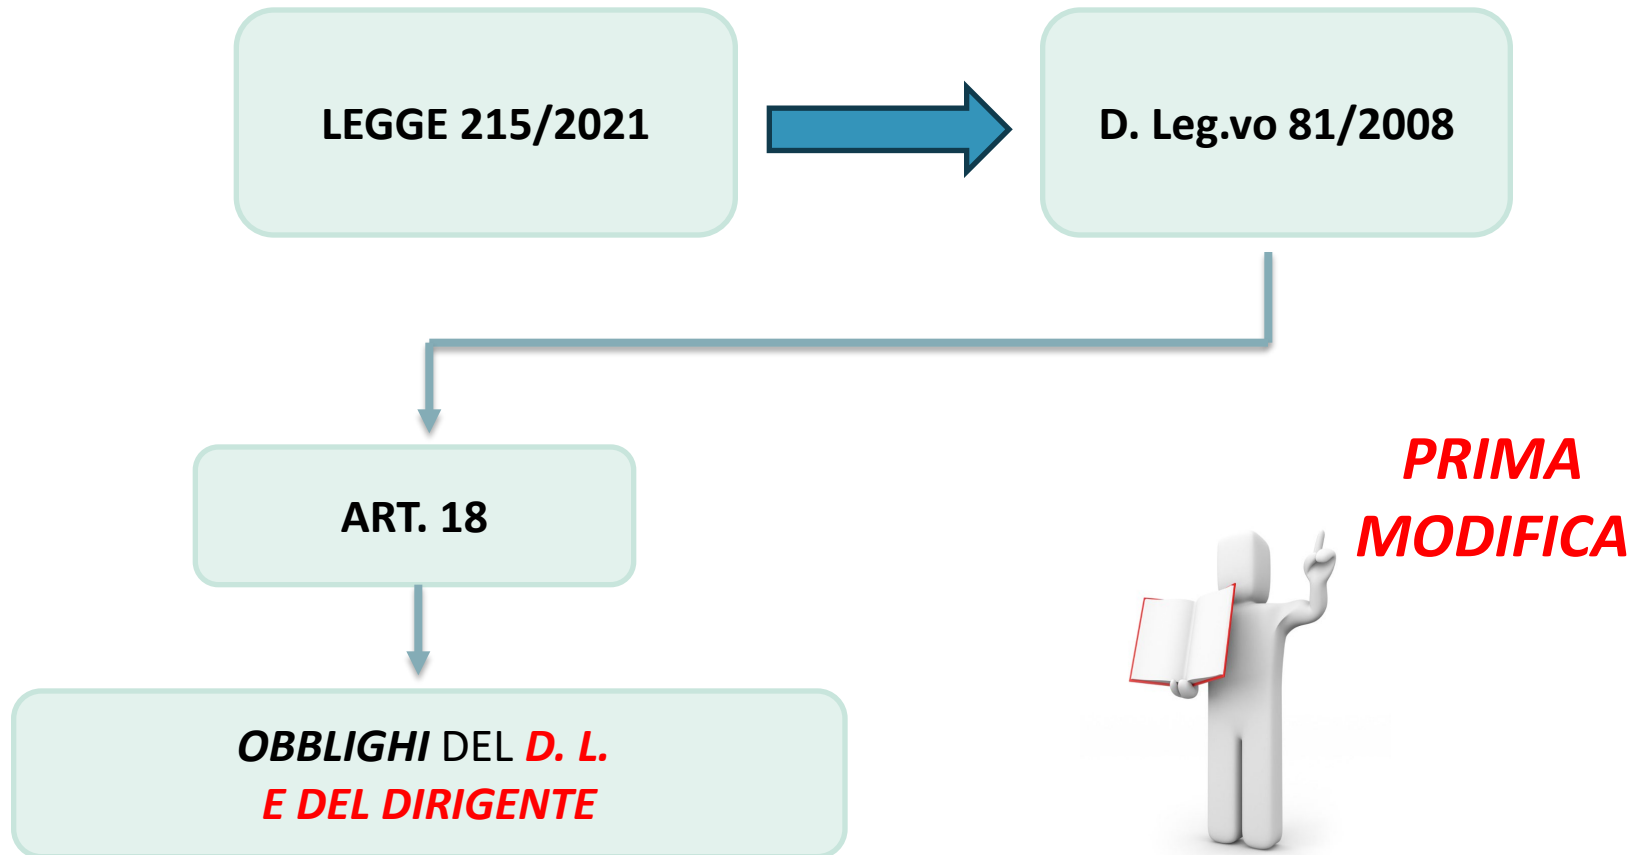 LEGGE 215/2021
D. Leg.vo 81/2008
ART. 18
PRIMA
MODIFICA
OBBLIGHI DEL D. L.
E DEL DIRIGENTE